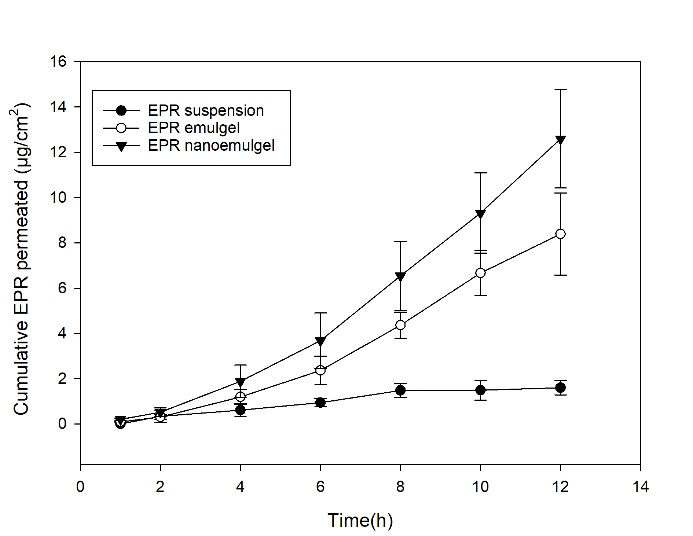 16
14
12
10
8
6
4
2
0
Cumulative EPR permeated (µg/cm²)
EPR suspension
EPR emulgel
EPR nanoemulgel
0 2 4 6 8 10 12 14
Time(h)